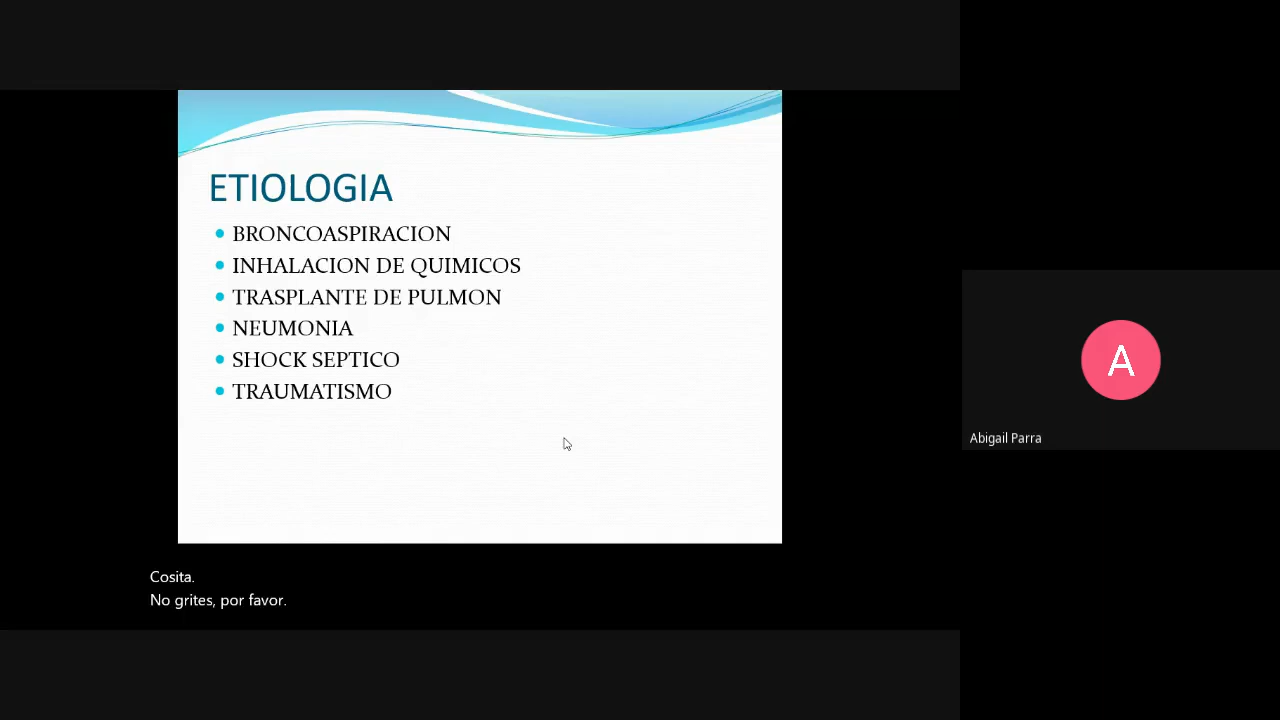 ETIOLOGIA
BRONCOASPIRACION
INHALACION DE QUIMICOS
TRASPLANTE DE PULMON
NEUMONIA
SHOCK SEPTICO
TRAUMATISMO
A
Abigail Parra
Cosita.
No grites, por favor.